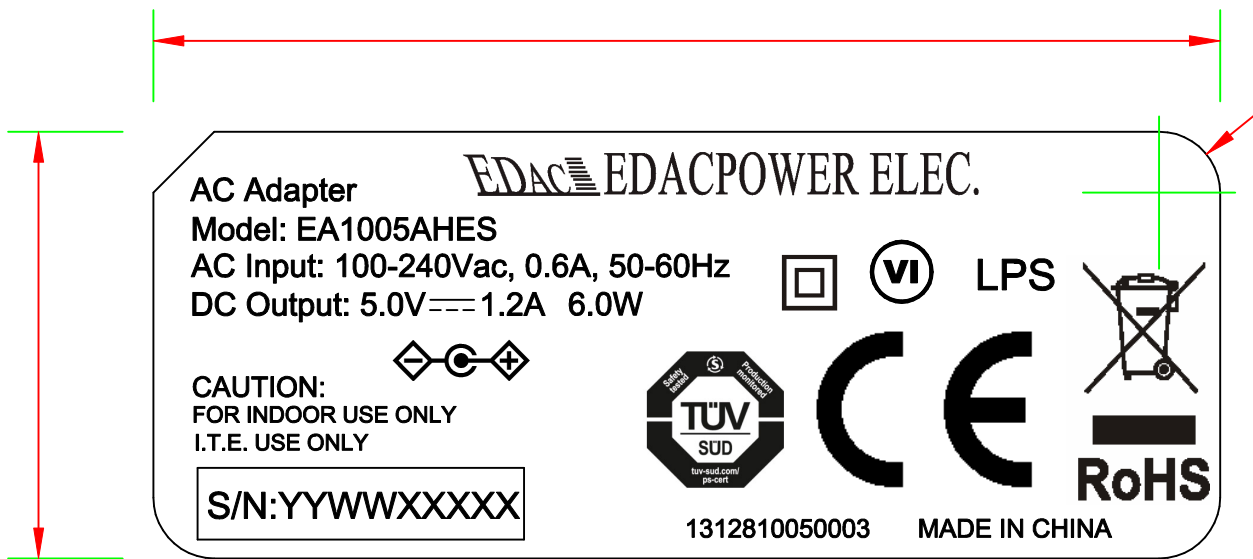 EDAC EDACPOWER ELEC.
AC Adapter
Model: EA1005AHES
AC Input: 100-240Vac, 0.6A, 50-60Hz
DC Output: 5.0V⎓1.2A 6.0W
VI
LPS
CAUTION:
FOR INDOOR USE ONLY
I.T.E. USE ONLY
S/N:YYWWXXXXX
Safety tested
S
Production monitored
TÜV
SÜD
tuv-sud.com/
ps-cert
CE
RoHS
1312810050003 MADE IN CHINA